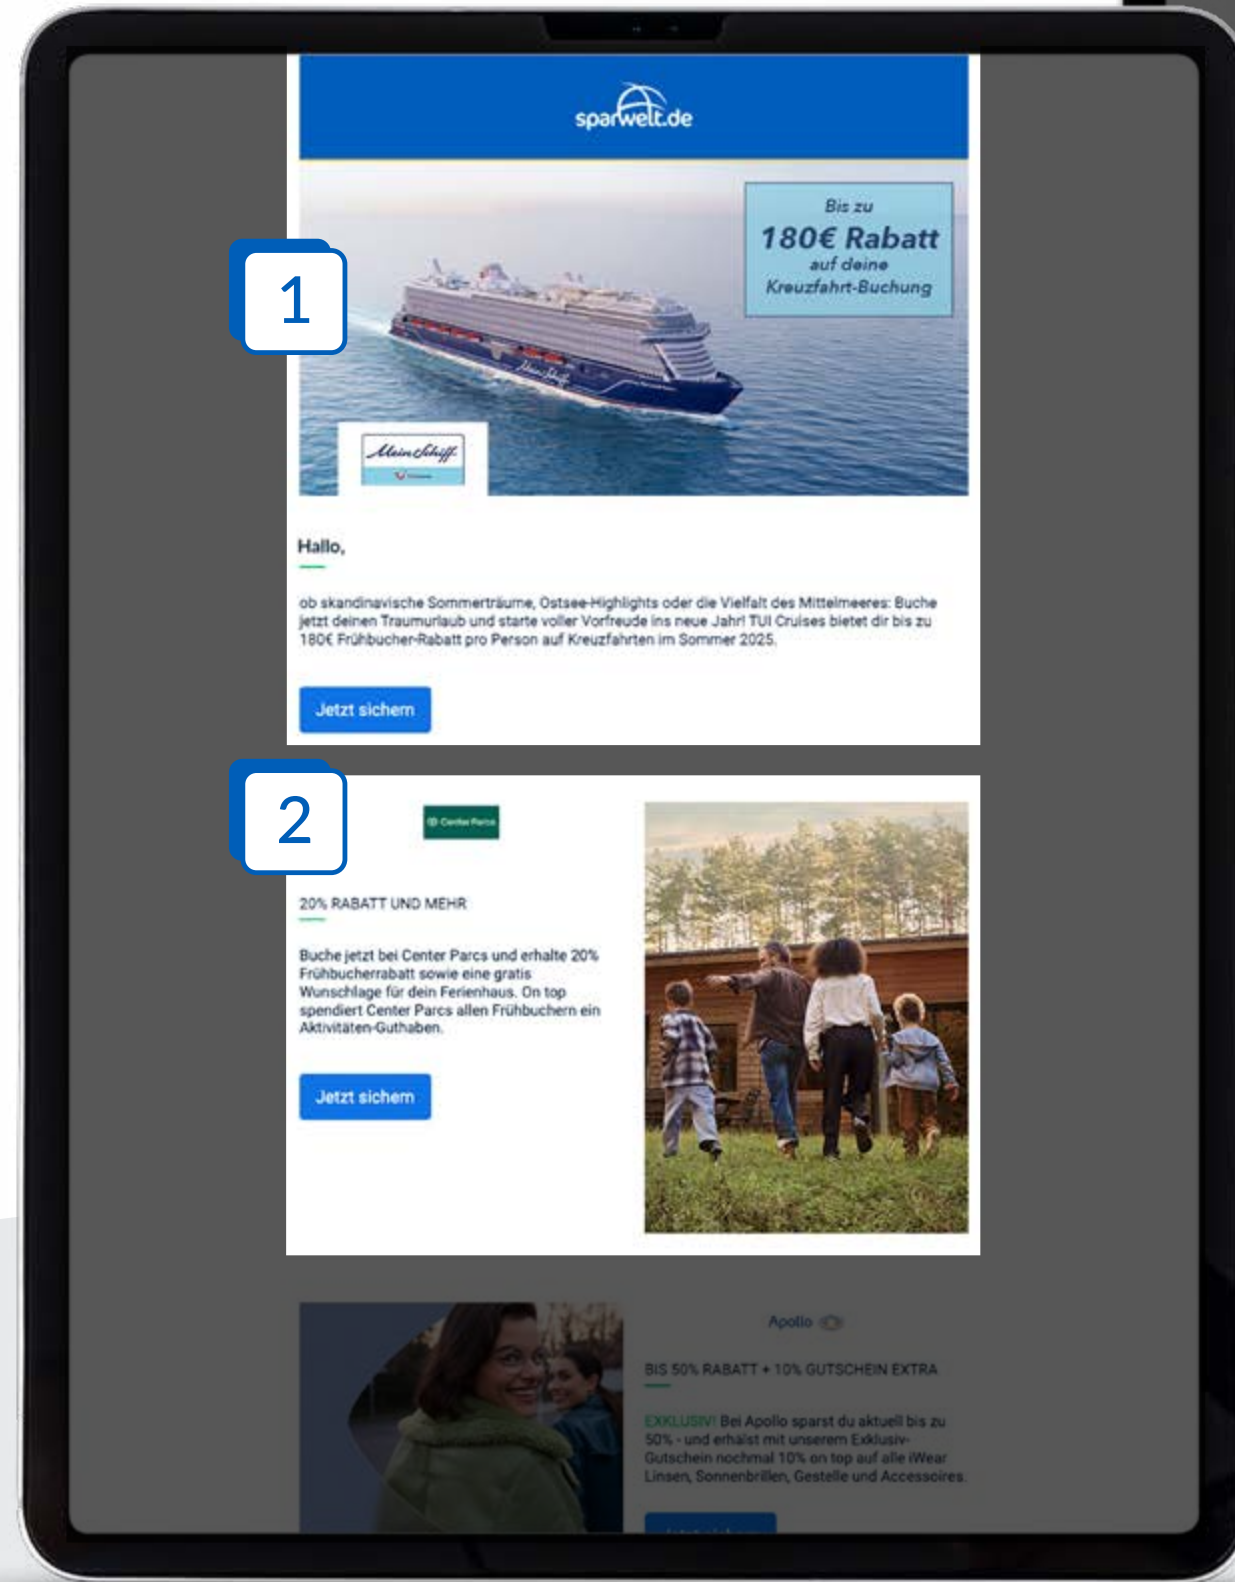 sparwelt.de
Bis zu
180€ Rabatt
auf deine
Kreuzfahrt-Buchung
1
Mein Schiff
Mein Schiff
Hallo,
ob skandinavische Sommerträume, Ostsee-Highlights oder die Vielfalt des Mittelmeeres: Buche
jetzt deinen Traumurlaub und starte voller Vorfreude ins neue Jahr! TUI Cruises bietet dir bis zu
180€ Frühbucher-Rabatt pro Person auf Kreuzfahrten im Sommer 2025.
Jetzt sichern
2
Center Parcs
20% RABATT UND MEHR
Buche jetzt bei Center Parcs und erhalte 20%
Frühbucherrabatt sowie eine gratis
Wunschlage für dein Ferienhaus. On top
spendiert Center Parcs allen Frühbuchern ein
Aktivitäten-Guthaben.
Jetzt sichern
Apollo
BIS 50% RABATT + 10% GUTSCHEIN EXTRA
EXKLUSIV! Bei Apollo sparst du aktuell bis zu
50% - und erhälst mit unserem Exklusiv-
Gutschein nochmal 10% on top auf alle iWear
Linsen, Sonnenbrillen, Gestelle und Accessoires.